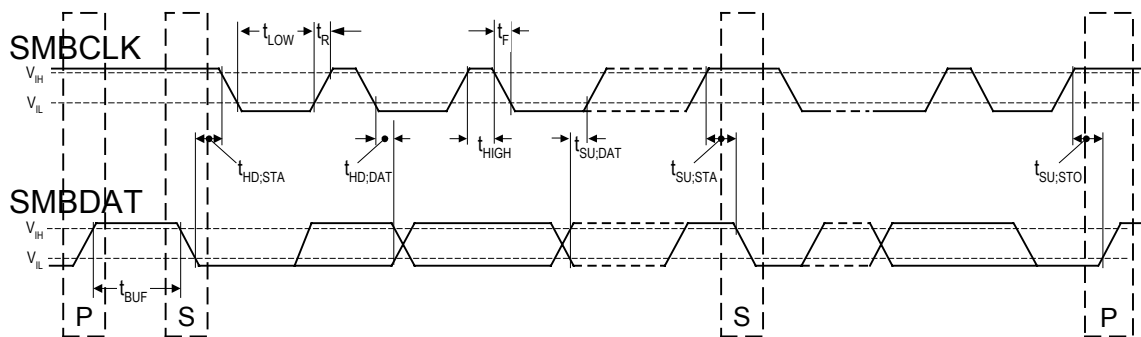 SMBCLK
tLOW
tR
tF
VIH
VIL
tHD;STA
tHD;DAT
tHIGH
tSU;DAT
tSU;STA
tSU;STO
SMBDAT
VIH
VIL
tBUF
P
S
S
P